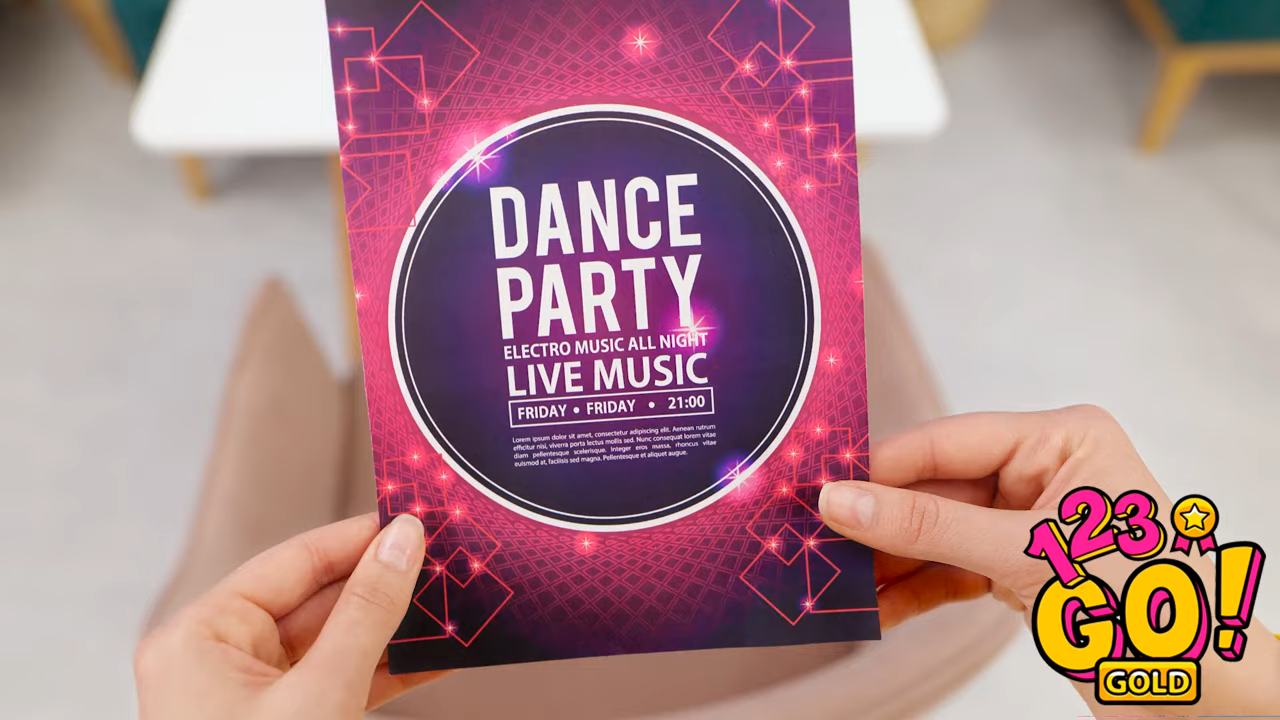 DANCE
PARTY
ELECTRO MUSIC ALL NIGHT
LIVE MUSIC
FRIDAY • FRIDAY • 21:00
Lorem ipsum dolor sit amet, consectetur adipiscing elit. Aenean rutrum
efficitur nisi, viverra porta lectus mollis sed. Nunc consequat lorem vitae
diam pellentesque scelerisque. Integer eros massa, rhoncus vitae
euismod at, facilisis sed magna. Pellentesque et aliquet augue.
123
GO!
GOLD